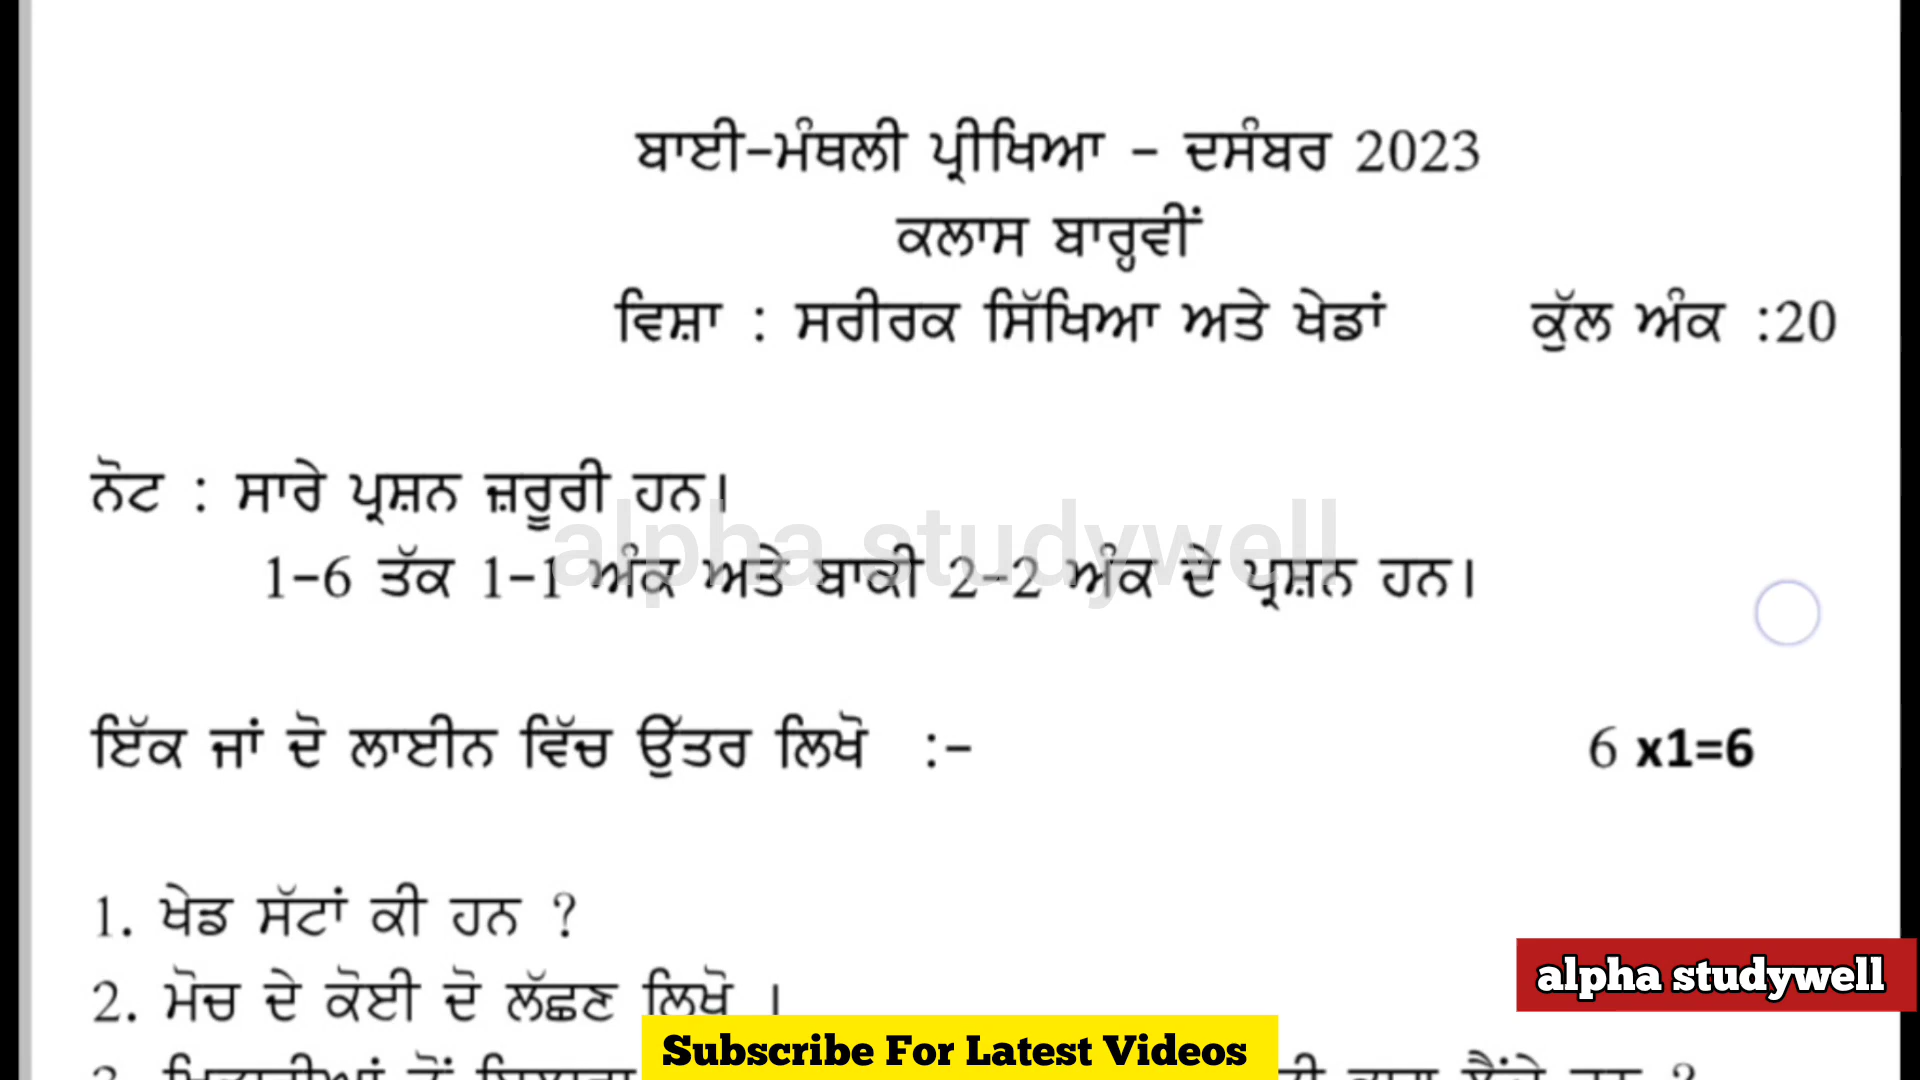 ਬਾਈ-ਮੰਥਲੀ ਪ੍ਰੀਖਿਆ - ਦਸੰਬਰ 2023
ਕਲਾਸ ਬਾਰ੍ਹਵੀਂ
ਵਿਸ਼ਾ : ਸਰੀਰਕ ਸਿੱਖਿਆ ਅਤੇ ਖੇਡਾਂ ਕੁੱਲ ਅੰਕ :20
ਨੋਟ : ਸਾਰੇ ਪ੍ਰਸ਼ਨ ਜ਼ਰੂਰੀ ਹਨ।
alpha studywell
1-6 ਤੱਕ 1-1 ਅੰਕ ਅਤੇ ਬਾਕੀ 2-2 ਅੰਕ ਦੇ ਪ੍ਰਸ਼ਨ ਹਨ।
ਇੱਕ ਜਾਂ ਦੋ ਲਾਈਨ ਵਿੱਚ ਉੱਤਰ ਲਿਖੋ :- 6 x1=6
1. ਖੇਡ ਸੱਟਾਂ ਕੀ ਹਨ ?
2. ਮੋਚ ਦੇ ਕੋਈ ਦੋ ਲੱਛਣ ਲਿਖੋ ।
alpha studywell
Subscribe For Latest Videos